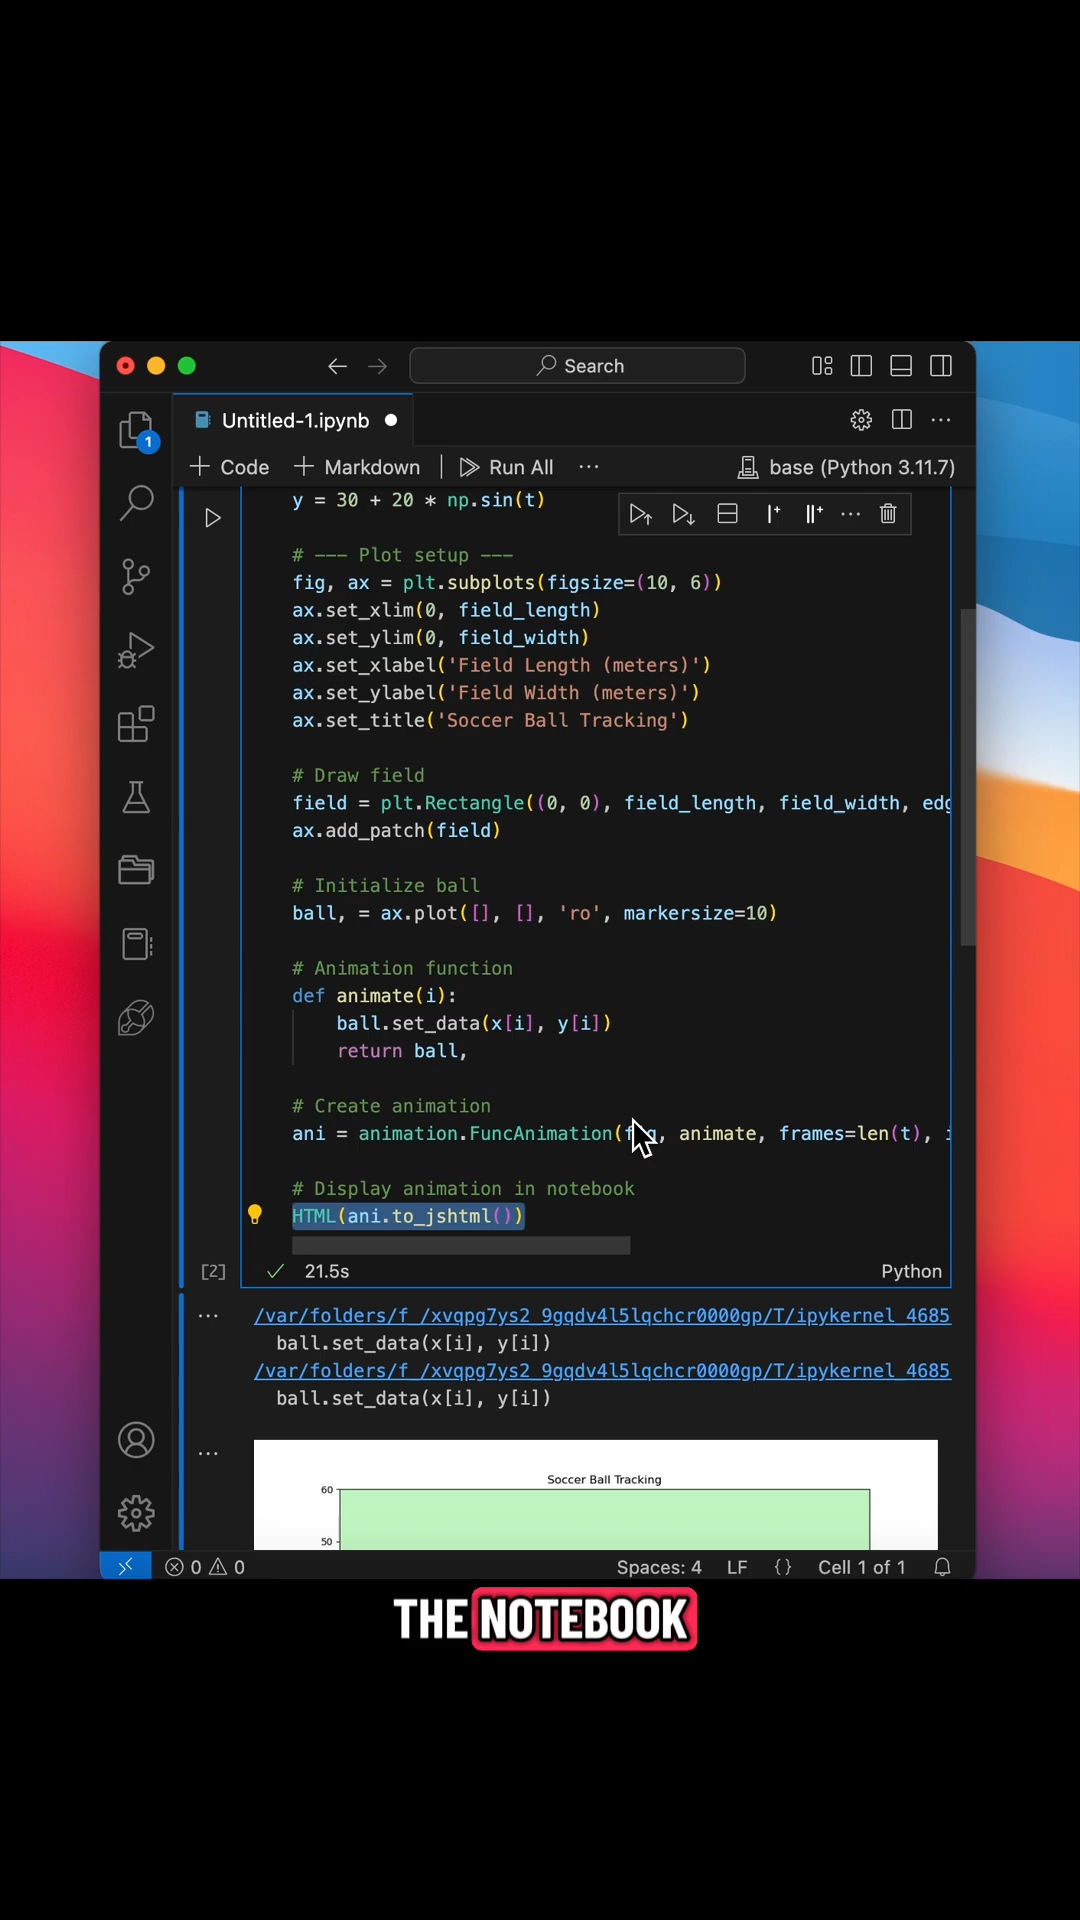 Search
Untitled-1.ipynb
1
Code
Markdown
Run All
base (Python 3.11.7)
y = 30 + 20 * np.sin(t)
# --- Plot setup ---
fig, ax = plt.subplots(figsize=(10, 6))
ax.set_xlim(0, field_length)
ax.set_ylim(0, field_width)
ax.set_xlabel('Field Length (meters)')
ax.set_ylabel('Field Width (meters)')
ax.set_title('Soccer Ball Tracking')
# Draw field
field = plt.Rectangle((0, 0), field_length, field_width, edg
ax.add_patch(field)
# Initialize ball
ball, = ax.plot([], [], 'ro', markersize=10)
# Animation function
def animate(i):
    ball.set_data(x[i], y[i])
    return ball,
# Create animation
ani = animation.FuncAnimation(fig, animate, frames=len(t), i
# Display animation in notebook
HTML(ani.to_jshtml())
[2]
21.5s
Python
/var/folders/f_/xvqpg7ys2_9gqdv4l5lqchcr0000gp/T/ipykernel_4685
ball.set_data(x[i], y[i])
/var/folders/f_/xvqpg7ys2_9gqdv4l5lqchcr0000gp/T/ipykernel_4685
ball.set_data(x[i], y[i])
Soccer Ball Tracking
60
50
0
0
Spaces: 4
LF
{}
Cell 1 of 1
THE NOTEBOOK